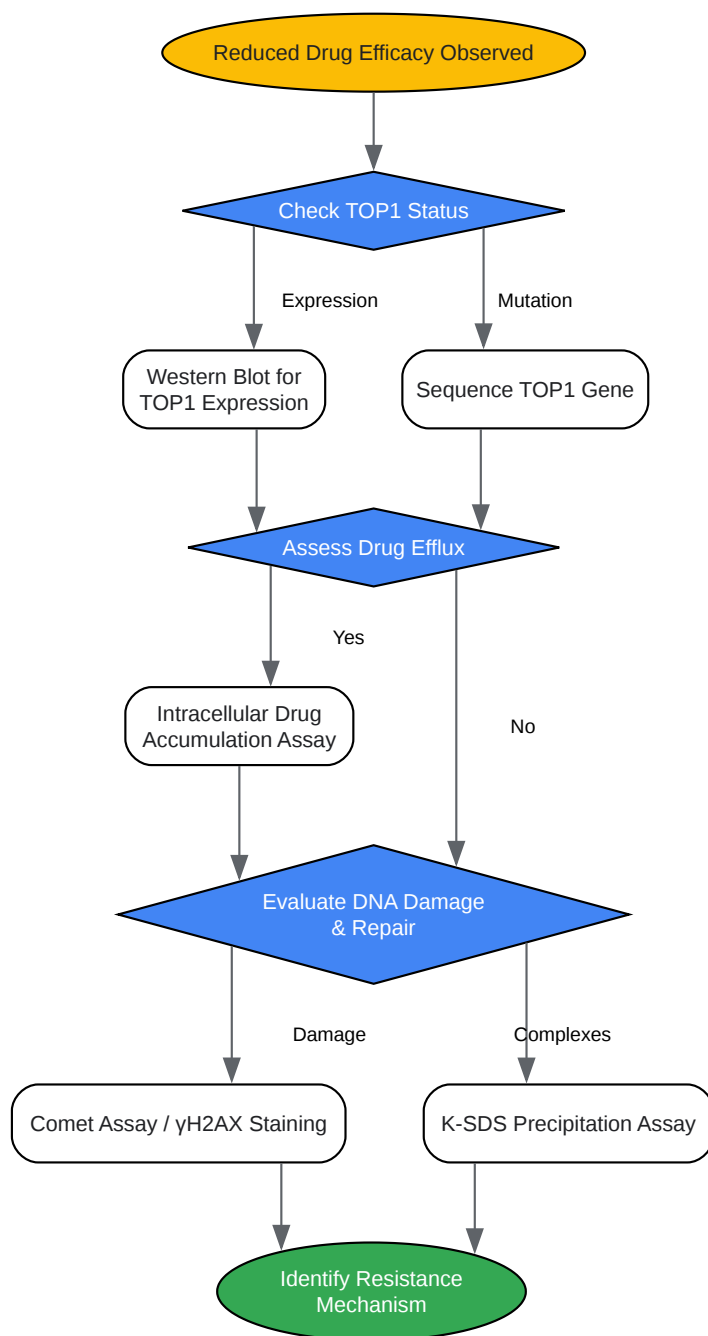 Reduced Drug Efficacy Observed
Check TOP1 Status
Expression
Mutation
Western Blot for
TOP1 Expression
Sequence TOP1 Gene
Assess Drug Efflux
Yes
Intracellular Drug
Accumulation Assay
No
Evaluate DNA Damage
& Repair
Damage
Complexes
Comet Assay / γH2AX Staining
K-SDS Precipitation Assay
Identify Resistance
Mechanism